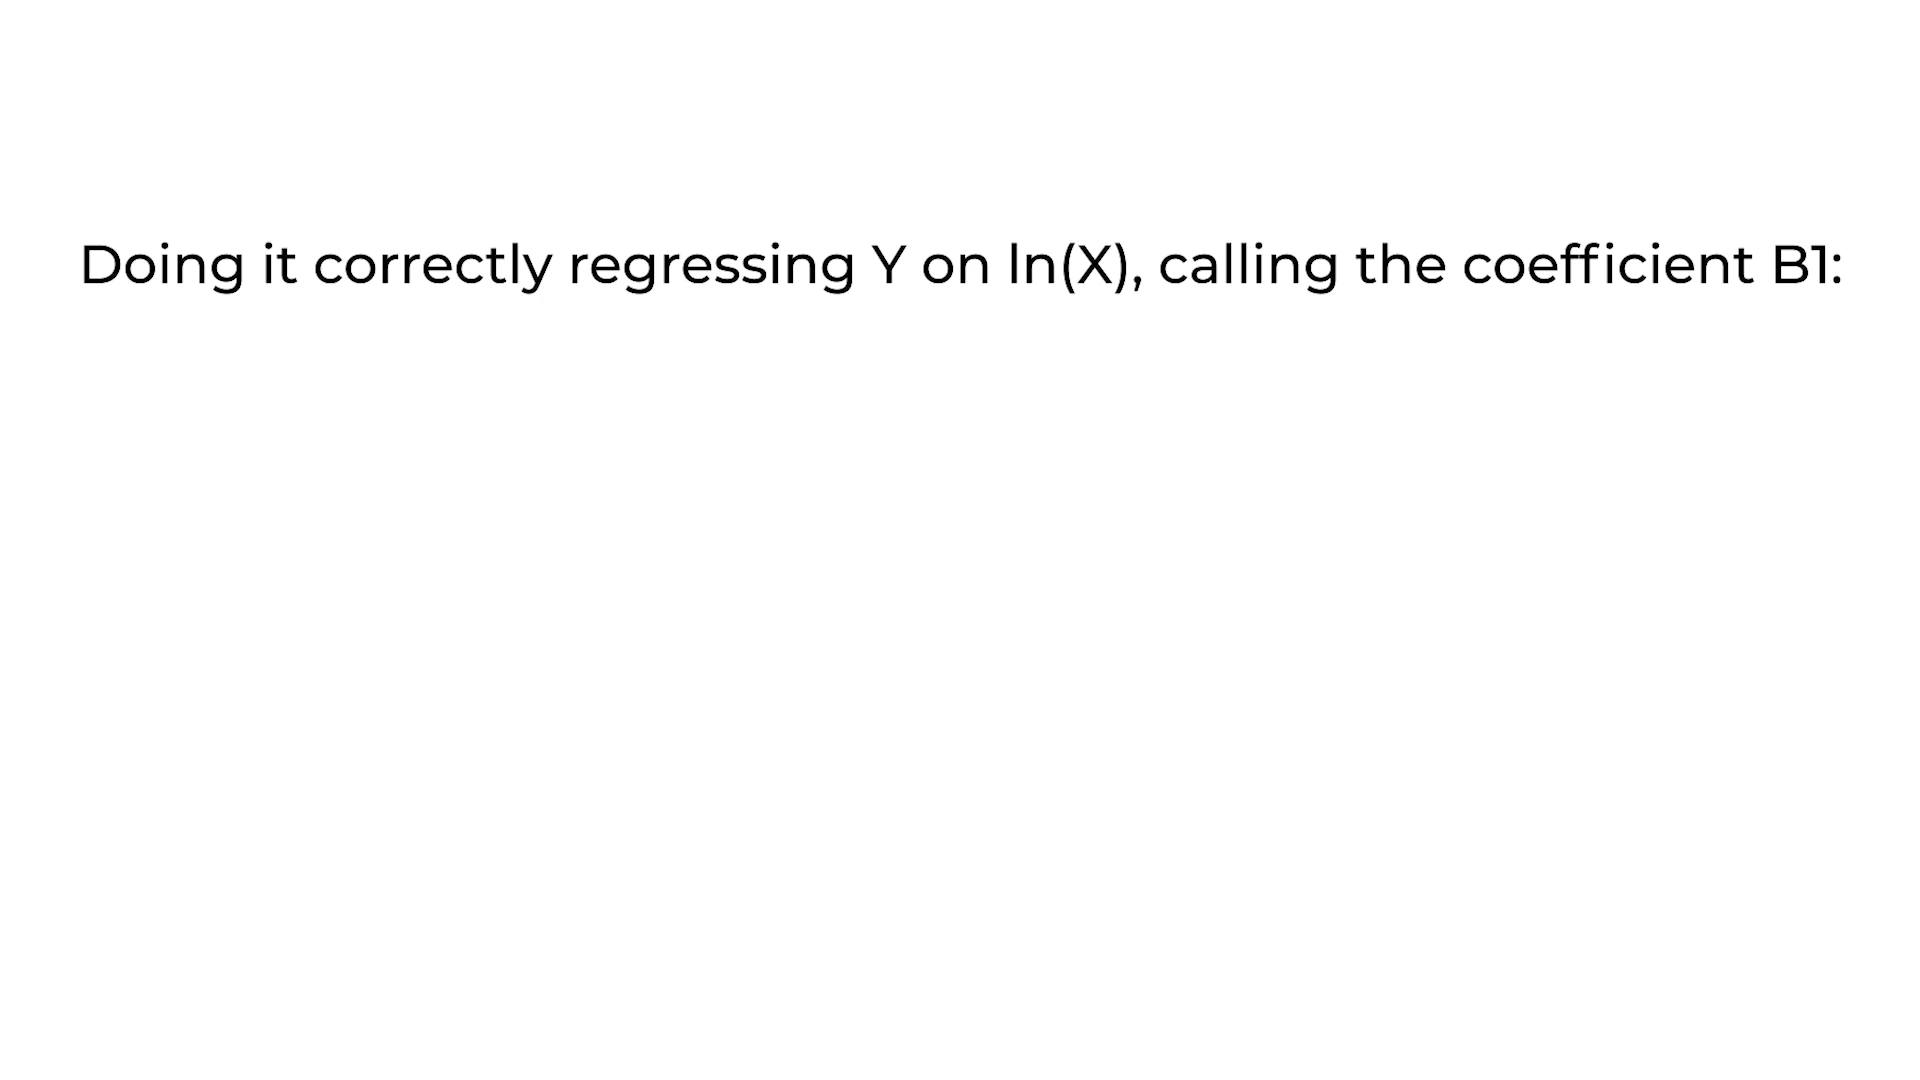 Doing it correctly regressing Y on ln(X), calling the coefficient B1: